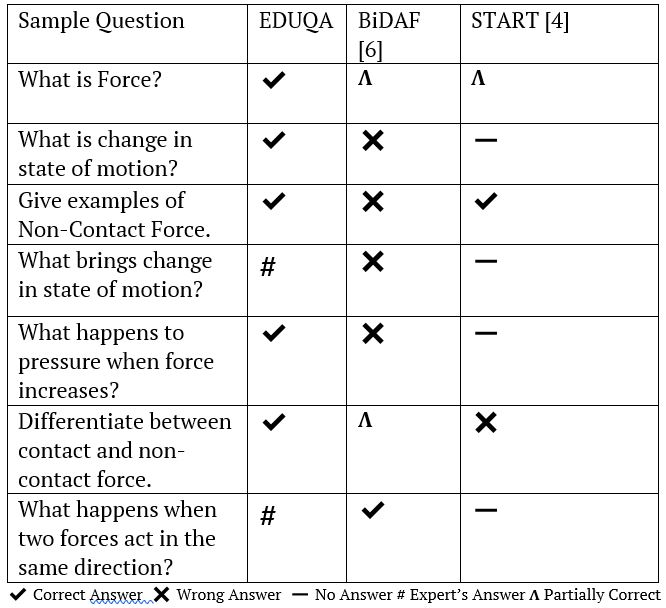 Sample Question EDUQA BiDAF START [4]
[6]
What is Force? ✔ Λ Λ
What is change in ✔ ✖ —
state of motion?
Give examples of ✔ ✖ ✔
Non-Contact Force.
What brings change # ✖ —
in state of motion?
What happens to ✔ ✖ —
pressure when force
increases?
Differentiate between ✔ Λ ✖
contact and non-
contact force.
What happens when # ✔ —
two forces act in the
same direction?
✔ Correct Answer ✖ Wrong Answer — No Answer # Expert’s Answer Λ Partially Correct